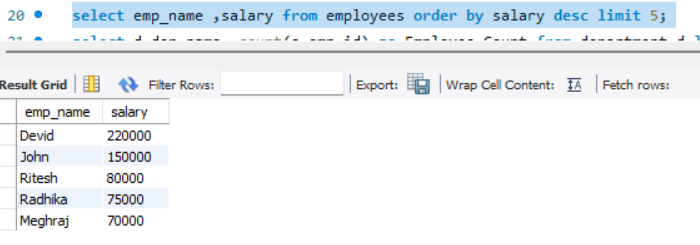 20 select emp_name ,salary from employees order by salary desc limit 5;
21
Result Grid Filter Rows: Export: Wrap Cell Content: Fetch rows:
emp_name salary
Devid 220000
John 150000
Ritesh 80000
Radhika 75000
Meghraj 70000